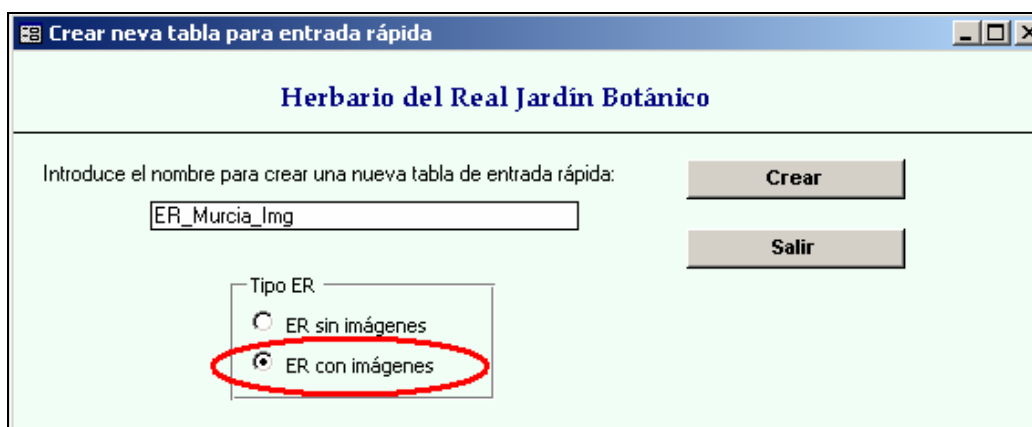 Crear neva tabla para entrada rápida
Herbario del Real Jardín Botánico
Introduce el nombre para crear una nueva tabla de entrada rápida:
Crear
ER_Murcia_Img
Salir
Tipo ER
ER sin imágenes
ER con imágenes